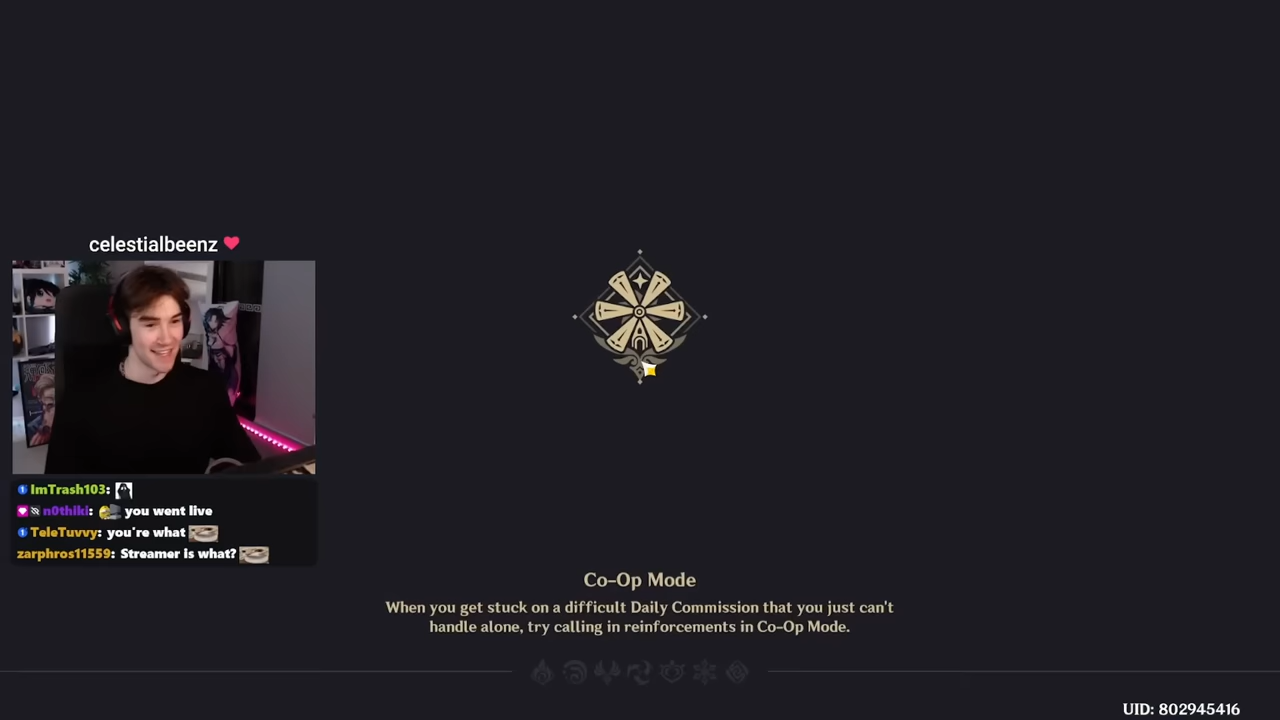 celestialbeenz
ImTrash103:
n0thiki: you went live
TeleTuvvy: you're what
zarphros11559: Streamer is what?
Co-Op Mode
When you get stuck on a difficult Daily Commission that you just can't
handle alone, try calling in reinforcements in Co-Op Mode.
UID: 802945416